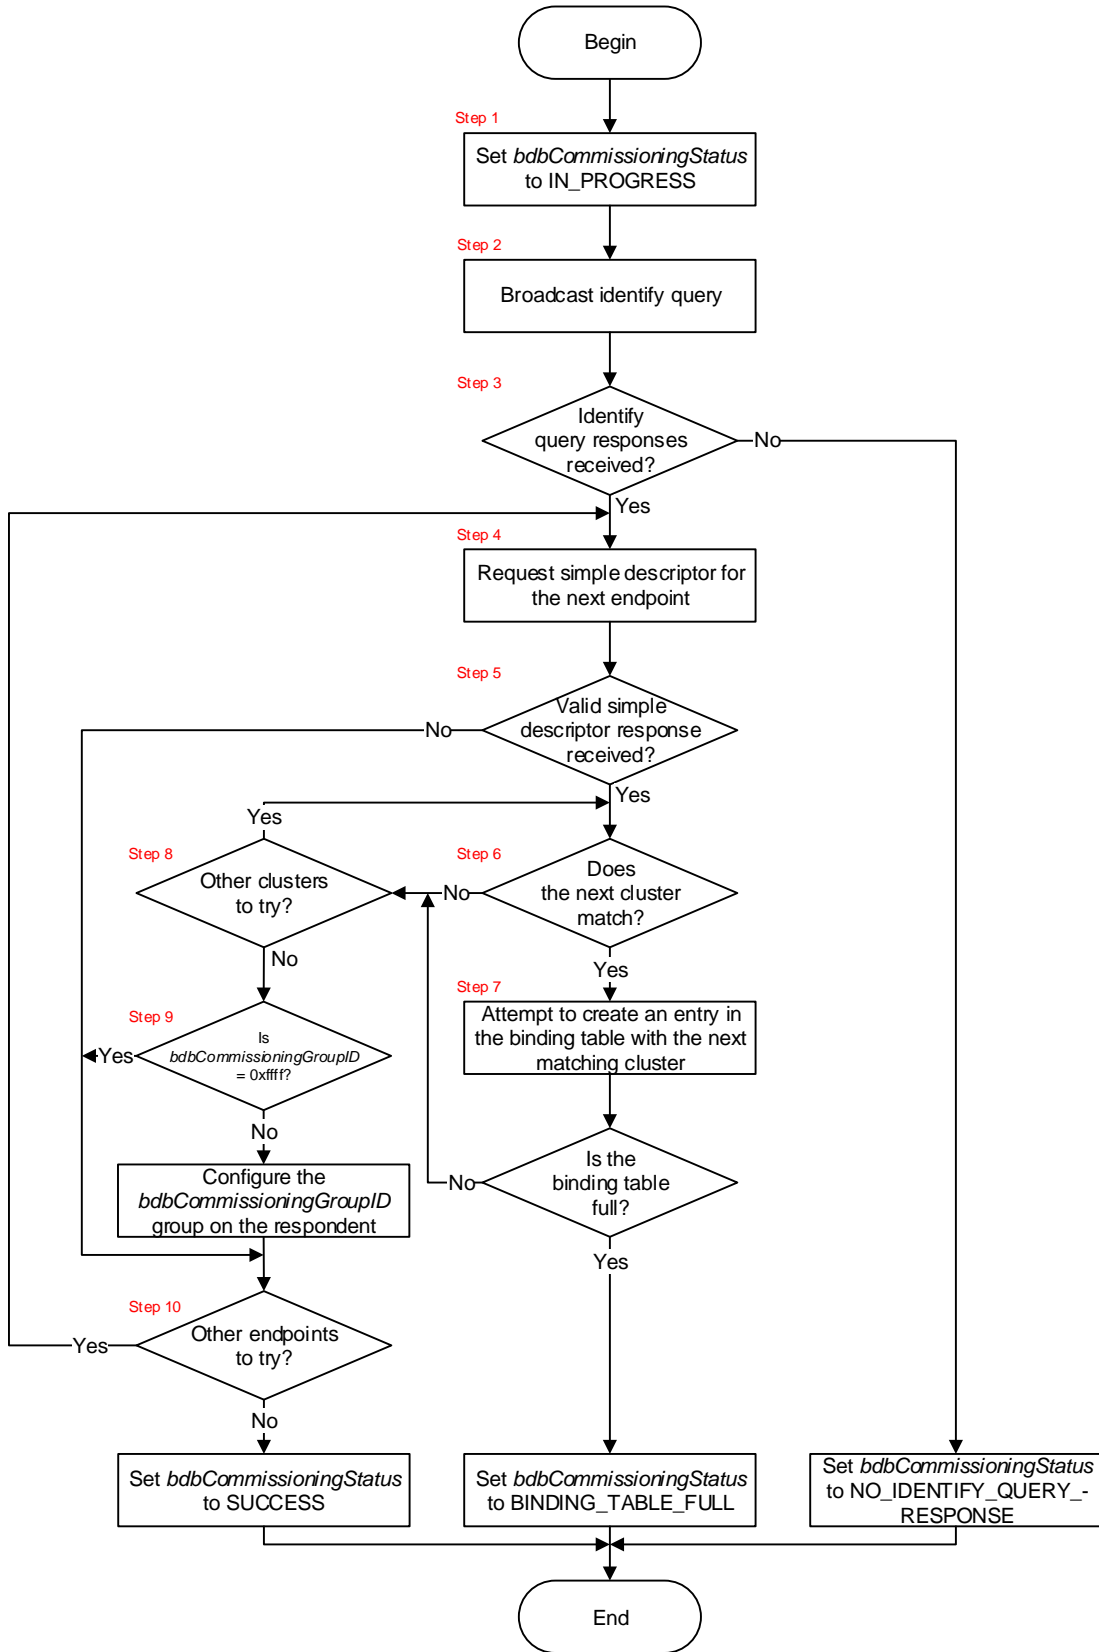 Begin
Step 1
Set bdbCommissioningStatus
to IN_PROGRESS
Step 2
Broadcast identify query
Step 3
Identify
query responses
received?
No
Yes
Step 4
Request simple descriptor for
the next endpoint
Step 5
Valid simple
descriptor response
received?
No
Yes
Yes
Step 8
Other clusters
to try?
Step 6
Does
the next cluster
match?
No
No
Yes
Step 7
Attempt to create an entry in
the binding table with the next
matching cluster
Step 9
Is
bdbCommissioningGroupID
= 0xffff?
Yes
No
Configure the
bdbCommissioningGroupID
group on the respondent
Is the
binding table
full?
No
Yes
Step 10
Other endpoints
to try?
Yes
No
Set bdbCommissioningStatus
to SUCCESS
Set bdbCommissioningStatus
to BINDING_TABLE_FULL
Set bdbCommissioningStatus
to NO_IDENTIFY_QUERY_-
RESPONSE
End